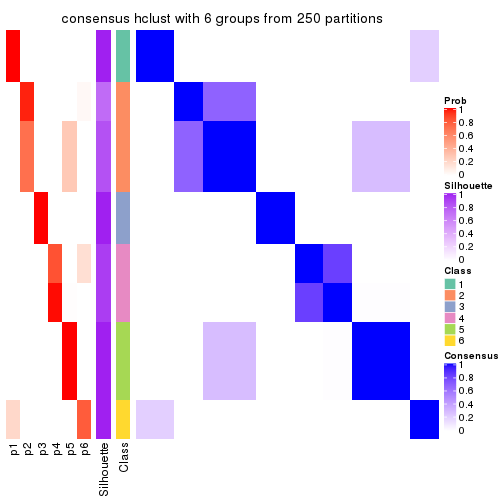 consensus hclust with 6 groups from 250 partitions
Prob
1
0.8
0.6
0.4
0.2
0
Silhouette
1
0.8
0.6
0.4
0.2
0
Class
1
2
3
4
5
6
Consensus
1
0.8
0.6
0.4
0.2
0
p1
p2
p3
p4
p5
p6
Silhouette
Class